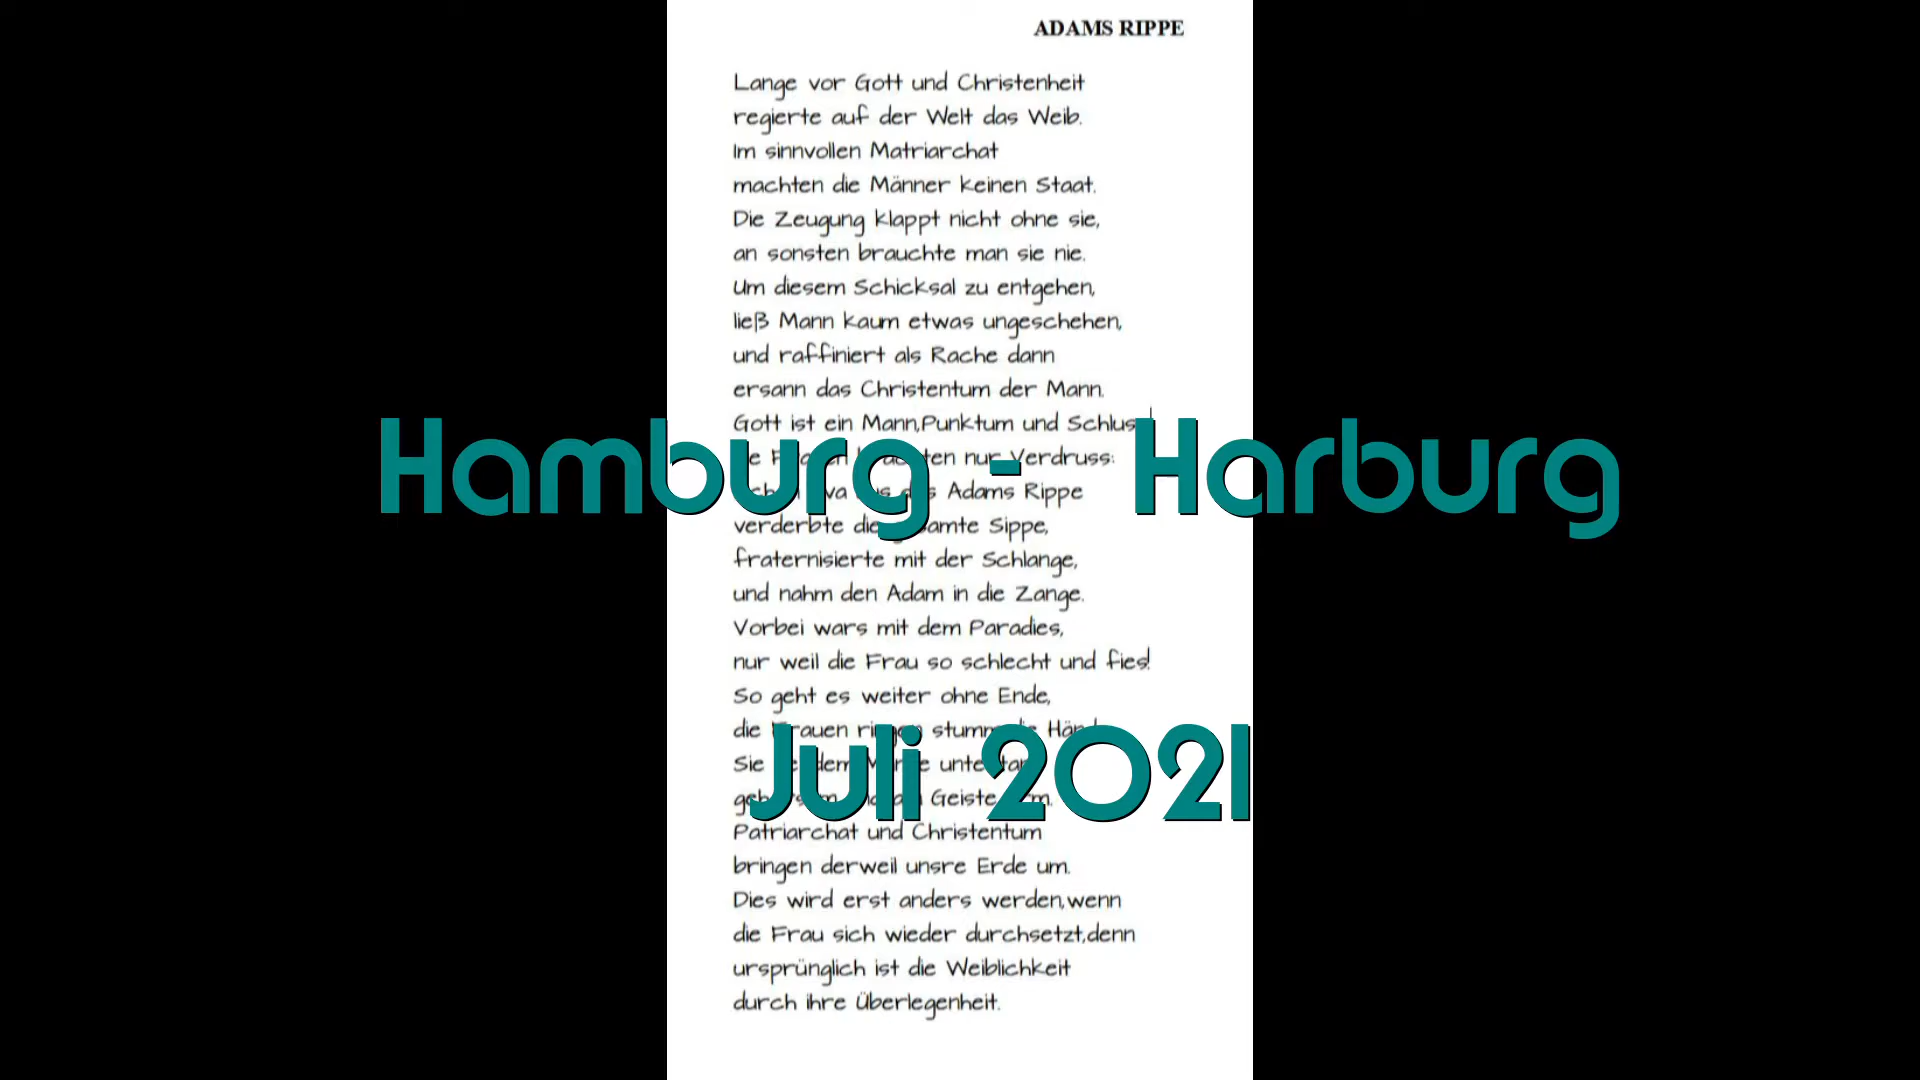 ADAMS RIPPE
Lange vor Gott und Christenheit
regierte auf der Welt das Weib.
Im sinnvollen Matriarchat
machten die Männer keinen Staat.
Die Zeugung klappt nicht ohne sie,
an sonsten brauchte man sie nie.
Um diesem Schicksal zu entgehen,
ließ Mann kaum etwas ungeschehen,
und raffiniert als Rache dann
ersann das Christentum der Mann.
Gott ist ein Mann,Punktum und
Hamburg - Harburg
nur Verdruss:
Adams Rippe
verderbte die Sippe,
fraternisierte mit der Schlange,
und nahm den Adam in die Zange.
Vorbei wars mit dem Paradies,
nur weil die Frau so schlecht und fies!
So geht es weiter ohne Ende,
die Frauen stumm
Juli 2021
Sie
Patriarchat und Christentum
bringen derweil unsre Erde um.
Dies wird erst anders werden,wenn
die Frau sich wieder durchsetzt,denn
ursprünglich ist die Weiblichkeit
durch ihre Überlegenheit.